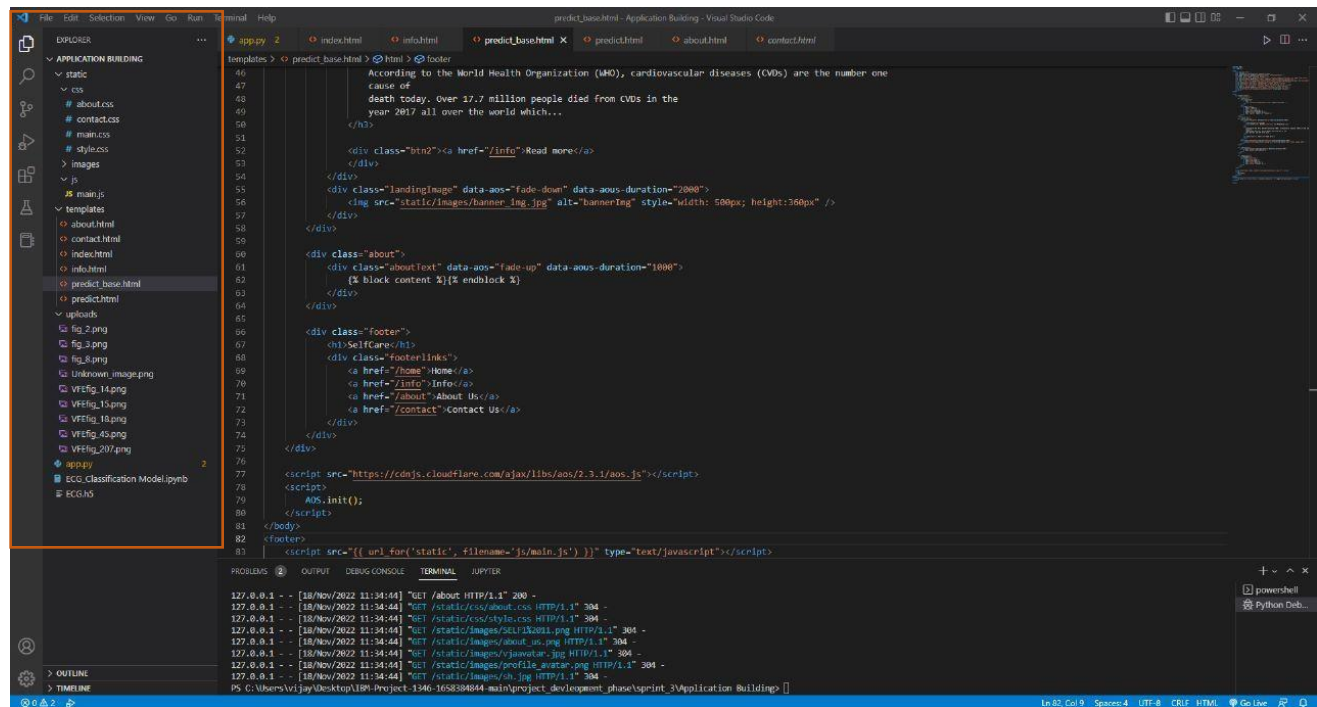 File Edit Selection View Go Run Terminal Help
predict_base.html - Application Building - Visual Studio Code
EXPLORER
APPLICATION BUILDING
static
css
# about.css
# contact.css
# main.css
# style.css
images
js
JS main.js
templates
about.html
contact.html
index.html
info.html
predict_base.html
predict.html
uploads
fig_2.png
fig_3.png
fig_8.png
Unknown_image.png
VFEfig_14.png
VFEfig_15.png
VFEfig_18.png
VFEfig_45.png
VFEfig_207.png
app.py 2
ECG_Classification Model.ipynb
ECG.h5
OUTLINE
TIMELINE
app.py 2 index.html info.html predict_base.html predict.html about.html contact.html
templates > predict_base.html > html > footer
46 According to the World Health Organization (WHO), cardiovascular diseases (CVDs) are the number one
47 cause of
48 death today. Over 17.7 million people died from CVDs in the
49 year 2017 all over the world which...
50 </h3>
51
52 <div class="btn2"><a href="/info">Read more</a>
53 </div>
54 </div>
55 <div class="landingImage" data-aos="fade-down" data-aous-duration="2000">
56 <img src="static/images/banner_img.jpg" alt="bannerImg" style="width: 500px; height:360px" />
57 </div>
58 </div>
59
60 <div class="about">
61 <div class="aboutText" data-aos="fade-up" data-aous-duration="1000">
62 {% block content %}{% endblock %}
63 </div>
64 </div>
65
66 <div class="footer">
67 <h1>SelfCare</h1>
68 <div class="footerlinks">
69 <a href="/home">Home</a>
70 <a href="/info">Info</a>
71 <a href="/about">About Us</a>
72 <a href="/contact">Contact Us</a>
73 </div>
74 </div>
75 </div>
76
77 <script src="https://cdnjs.cloudflare.com/ajax/libs/aos/2.3.1/aos.js"></script>
78 <script>
79 AOS.init();
80 </script>
81 </body>
82 <footer>
83 <script src="{{ url_for('static', filename='js/main.js') }}" type="text/javascript"></script>
PROBLEMS 2 OUTPUT DEBUG CONSOLE TERMINAL JUPYTER
127.0.0.1 - - [18/Nov/2022 11:34:44] "GET /about HTTP/1.1" 200 -
127.0.0.1 - - [18/Nov/2022 11:34:44] "GET /static/css/about.css HTTP/1.1" 304 -
127.0.0.1 - - [18/Nov/2022 11:34:44] "GET /static/css/style.css HTTP/1.1" 304 -
127.0.0.1 - - [18/Nov/2022 11:34:44] "GET /static/images/SELF1%2011.png HTTP/1.1" 304 -
127.0.0.1 - - [18/Nov/2022 11:34:44] "GET /static/images/about_us.png HTTP/1.1" 304 -
127.0.0.1 - - [18/Nov/2022 11:34:44] "GET /static/images/vjaavatar.jpg HTTP/1.1" 304 -
127.0.0.1 - - [18/Nov/2022 11:34:44] "GET /static/images/profile_avatar.png HTTP/1.1" 304 -
127.0.0.1 - - [18/Nov/2022 11:34:44] "GET /static/images/sh.jpg HTTP/1.1" 304 -
PS C:\Users\vijay\Desktop\IBM-Project-1346-1658384844-main\project_devleopment_phase\sprint_3\Application Building>
powershell
Python Deb...
0 2
Ln 82, Col 9 Spaces: 4 UTF-8 CRLF HTML Go Live